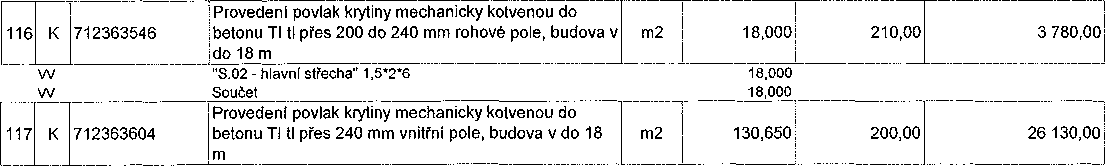 Provedení povlak krytiny mechanicky kotvenou do
116 K 712363546 betonu TI tl přes 200 do 240 mm rohové pole, budova v m2 18,000 210,00 3 780,00
do 18 m
VV "S.02 - hlavní střecha" 1,5*2*6 18,000
VV Součet 18,000
Provedení povlak krytiny mechanicky kotvenou do
117 K 712363604 betonu TI tl přes 240 mm vnitřní pole, budova v do 18 m2 130,650 200,00 26 130,00
m